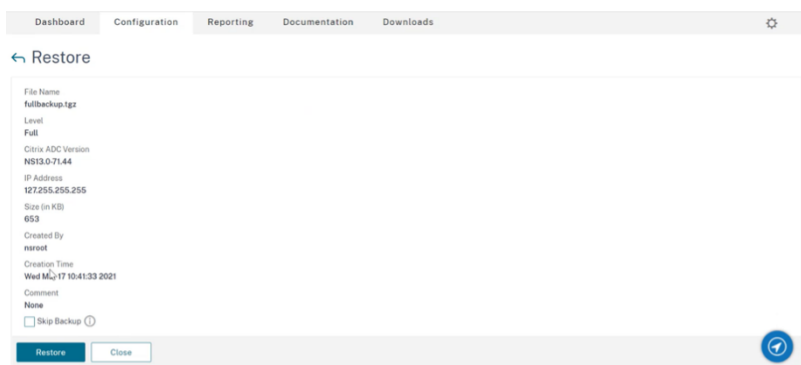 Dashboard Configuration Reporting Documentation Downloads
Restore
File Name
fullbackup.tgz
Level
Full
Citrix ADC Version
NS13.0-71.44
IP Address
127.255.255.255
Size (in KB)
653
Created By
nsroot
Creation Time
Wed 17 10:41:33 2021
Comment
None
Skip Backup
Restore Close